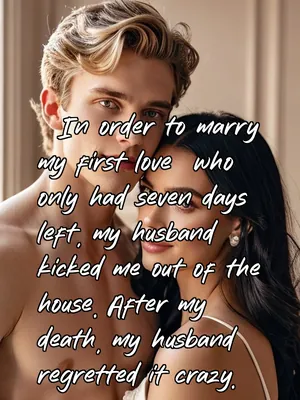 In order to marry
my first love who
only had seven days
left, my husband
kicked me out of the
house. After my
death, my husband
regretted it crazy.